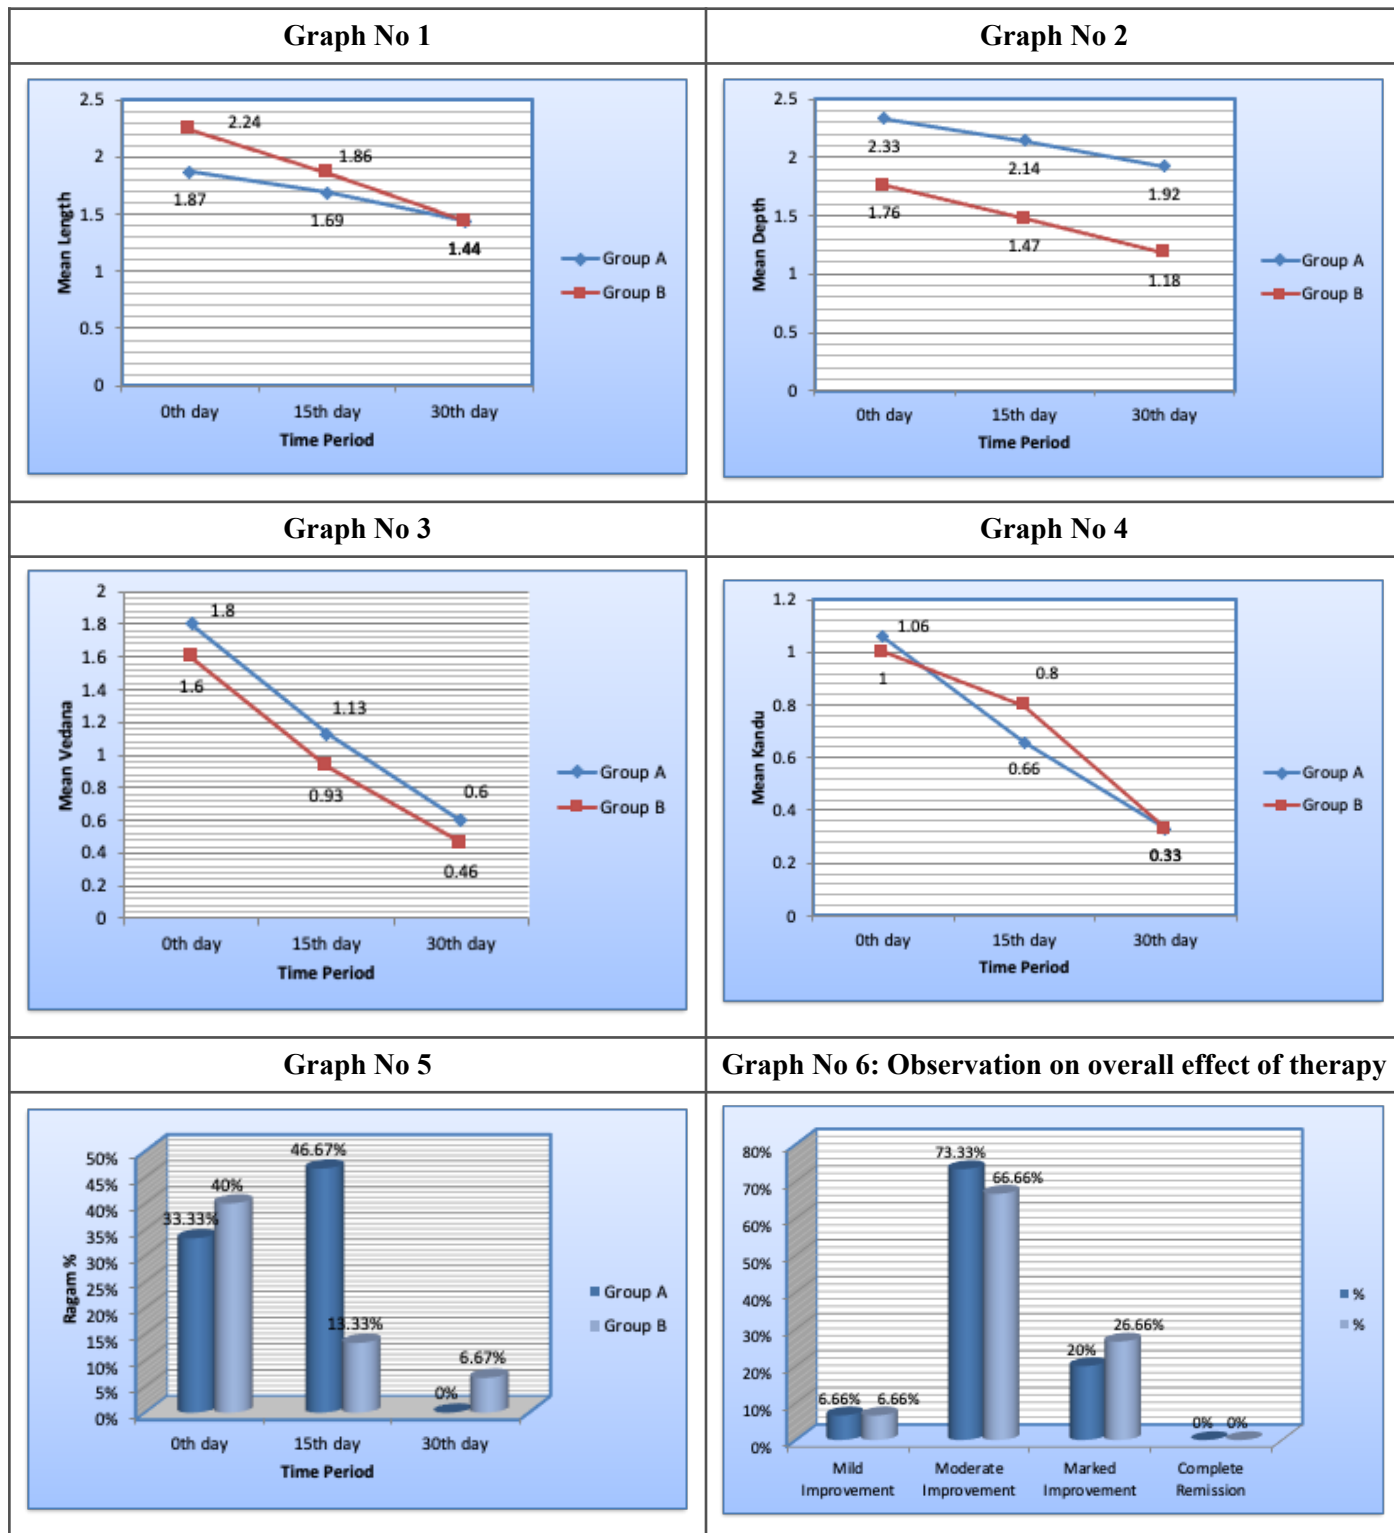 Graph No 1
Graph No 2
2.5
2
1.5
1
0.5
0
Mean Length
2.24
1.86
1.87
1.69
1.44
0th day
15th day
30th day
Time Period
Group A
Group B
2.5
2
1.5
1
0.5
0
Mean Depth
2.33
2.14
1.92
1.76
1.47
1.18
0th day
15th day
30th day
Time Period
Group A
Group B
Graph No 3
Graph No 4
2
1.8
1.6
1.4
1.2
1
0.8
0.6
0.4
0.2
0
Mean Vedana
1.8
1.13
0.6
1.6
0.93
0.46
0th day
15th day
30th day
Time Period
Group A
Group B
1.2
1
0.8
0.6
0.4
0.2
0
Mean Kandu
1.06
1
0.8
0.66
0.33
0th day
15th day
30th day
Time Period
Group A
Group B
Graph No 5
Graph No 6: Observation on overall effect of therapy
50%
45%
40%
35%
30%
25%
20%
15%
10%
5%
0%
Ragam %
33.33%
40%
46.67%
13.33%
0%
6.67%
0th day
15th day
30th day
Time Period
Group A
Group B
80%
70%
60%
50%
40%
30%
20%
10%
0%
6.66%
6.66%
73.33%
66.66%
20%
26.66%
0%
0%
Mild
Improvement
Moderate
Improvement
Marked
Improvement
Complete
Remission
%
%